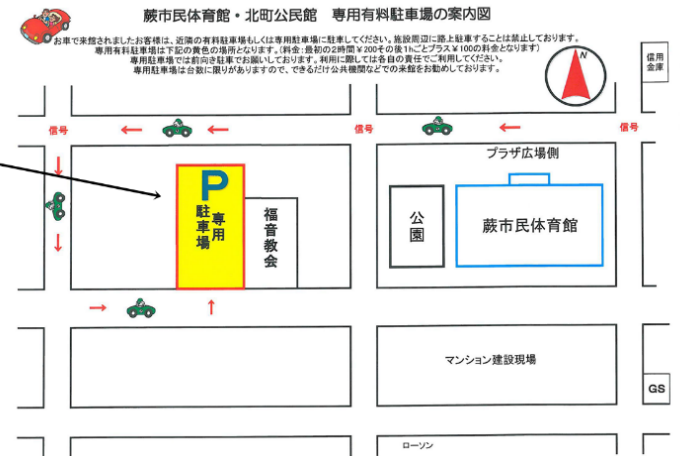 蕨市民体育館・北町公民館　専用有料駐車場の案内図
お車で来館されましたお客様は、近隣の有料駐車場もしくは専用駐車場に駐車してください。施設周辺に路上駐車することは禁止しております。
専用有料駐車場は下記の黄色の場所となります。(料金：最初の2時間￥200その後1hごとプラス￥100の料金となります)
専用駐車場では前向き駐車でお願いしております。利用に際しては各自の責任でご利用してください。
専用駐車場は台数に限りがありますので、できるだけ公共機関などでの来館をお勧めしております。
N
信用
金庫
信号
信号
信号
プラザ広場側
P
専用
駐車場
福音教会
公園
蕨市民体育館
マンション建設現場
GS
ローソン